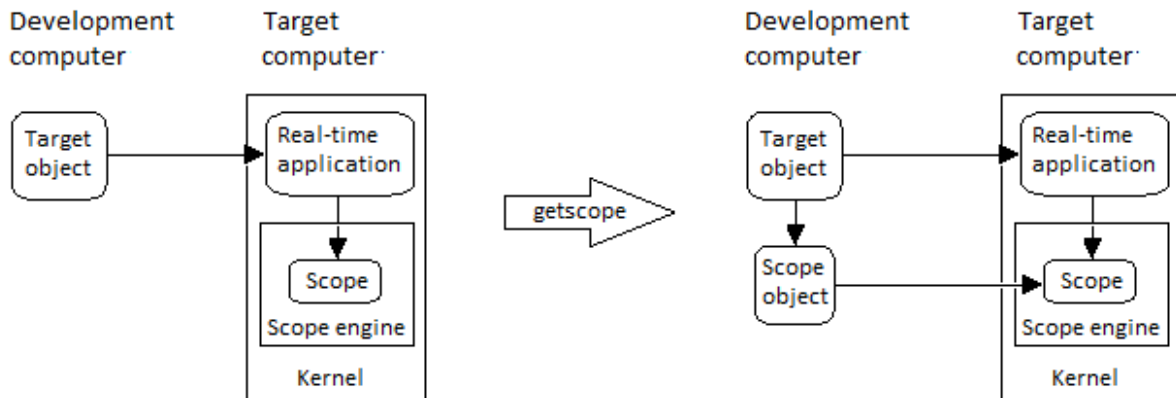 Development
computer
Target
computer
Target
object
Real-time
application
Scope
Scope engine
Kernel
getscope
Development
computer
Target
computer
Target
object
Real-time
application
Scope
object
Scope
Scope engine
Kernel